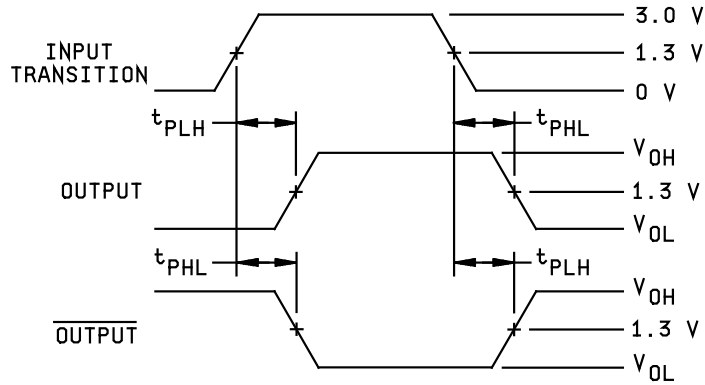 3.0 V
INPUT TRANSITION
1.3 V
0 V
tPLH
tPHL
VOH
OUTPUT
1.3 V
VOL
tPHL
tPLH
VOH
OUTPUT
1.3 V
VOL